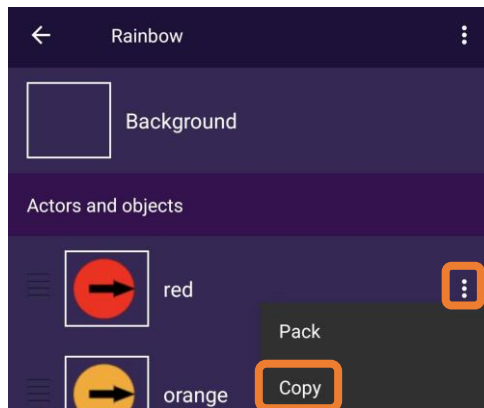 Rainbow
Background
Actors and objects
red
Pack
orange
Copy